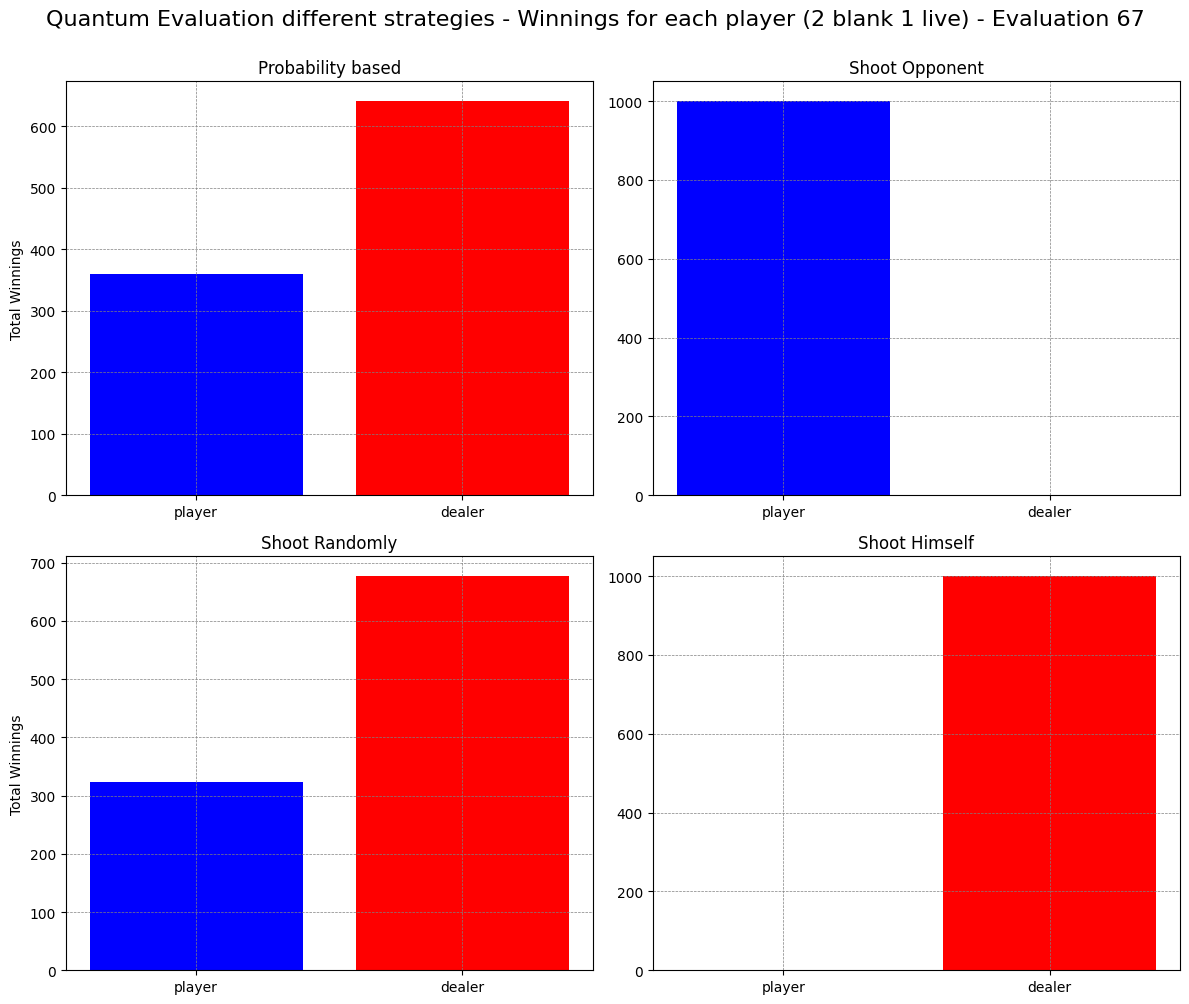 Quantum Evaluation different strategies - Winnings for each player (2 blank 1 live) - Evaluation 67
Probability based
Total Winnings
600
500
400
300
200
100
0
player
dealer
Shoot Opponent
1000
800
600
400
200
0
player
dealer
Shoot Randomly
Total Winnings
700
600
500
400
300
200
100
0
player
dealer
Shoot Himself
1000
800
600
400
200
0
player
dealer